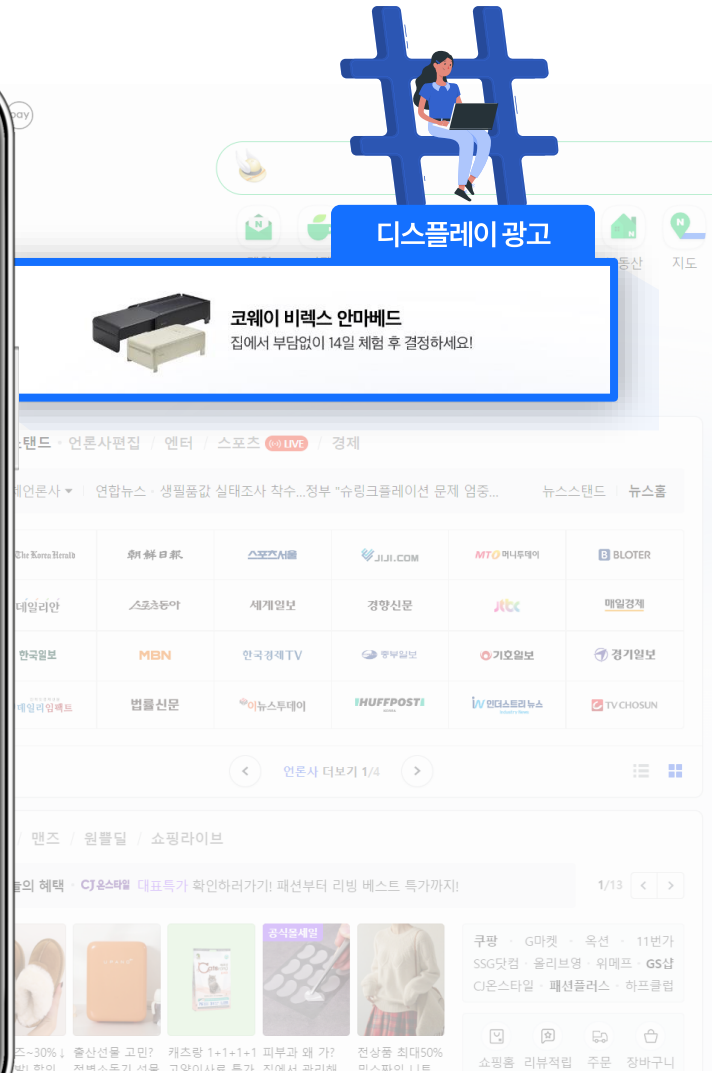 pay
디스플레이 광고
동산
지도
코웨이 비렉스 안마베드
집에서 부담없이 14일 체험 후 결정하세요!
스탠드 · 언론사편집 / 엔터 / 스포츠 LIVE / 경제
언론사 ▾ 연합뉴스 · 생필품값 실태조사 착수...정부 "슈링크플레이션 문제 엄중... 뉴스스탠드 뉴스홈
The Korea Herald 朝鮮日報 스포츠서울 JIJI.COM MTN 머니투데이 BLOTER
데일리안 스포츠동아 세계일보 경향신문 jtbc 매일경제
한국일보 MBN 한국경제TV 중부일보 기호일보 경기일보
데일리임팩트 법률신문 이뉴스투데이 HUFFPOST 인더스트리뉴스 TV CHOSUN
언론사 더보기 1/4
/ 맨즈 / 원쁠딜 / 쇼핑라이브
늘의 혜택 CJ온스타일 대표특가 확인하러가기! 패션부터 리빙 베스트 특가까지! 1/13
공식몰세일
쿠팡 · G마켓 · 옥션 · 11번가
SSG닷컴 · 올리브영 · 위메프 · GS샵
CJ온스타일 · 패션플러스 · 하프클럽
즈~30%↓ 출산선물 고민? 캐츠랑 1+1+1+1 피부과 왜 가? 전상품 최대50%
쇼핑홈 리뷰적립 주문 장바구니